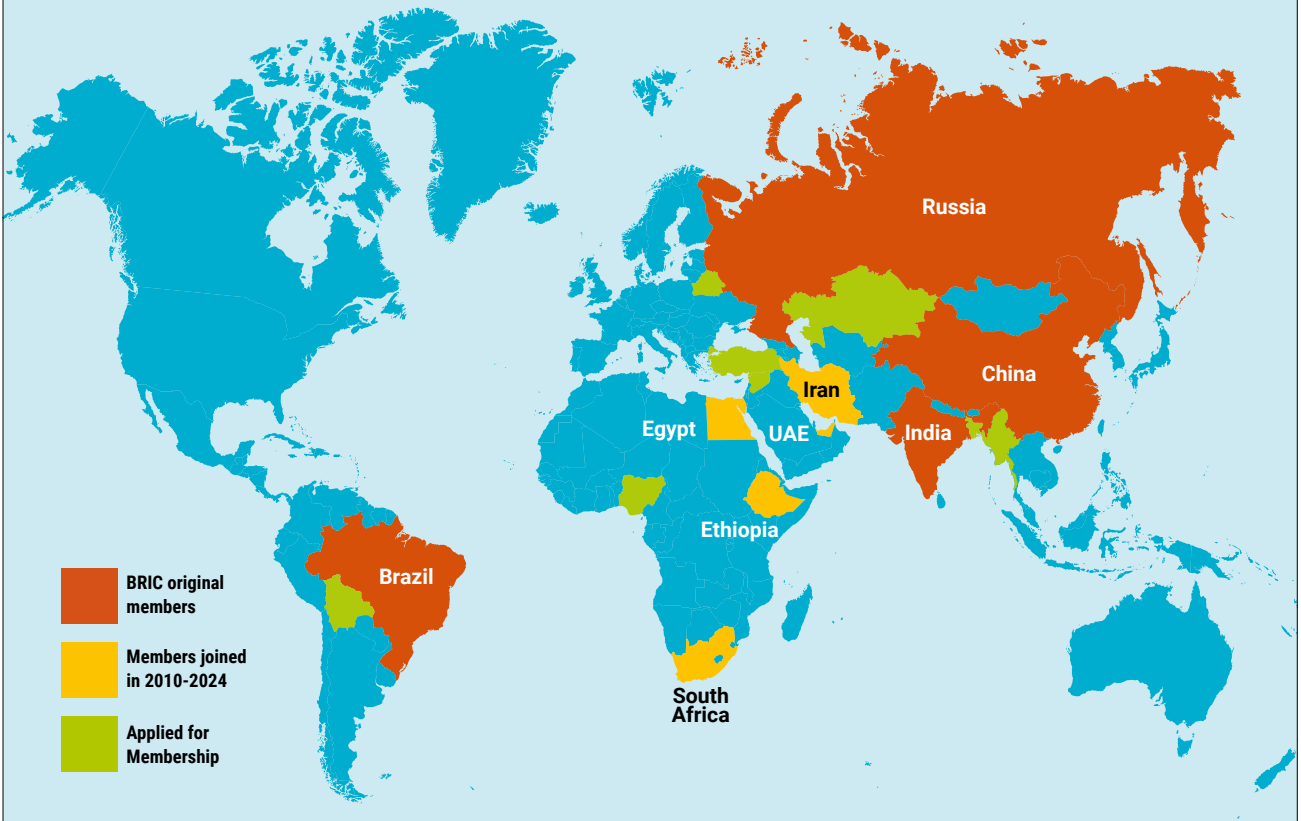 Russia
China
Iran
India
Egypt
UAE
Ethiopia
Brazil
South
Africa
BRIC original
members
Members joined
in 2010-2024
Applied for
Membership